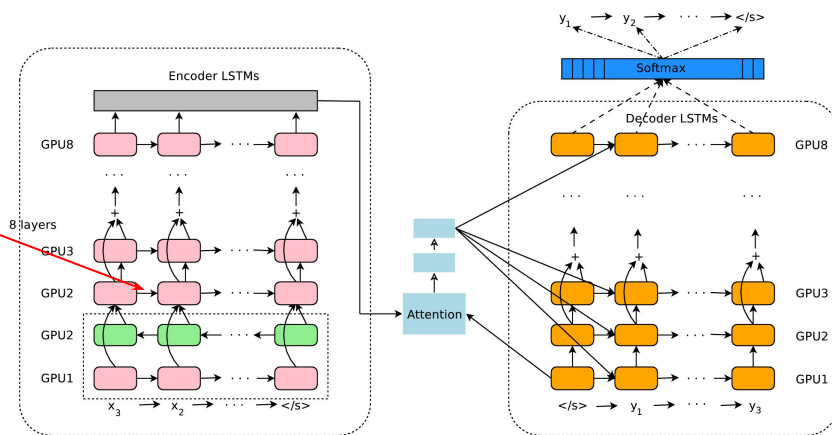 y1 y2 · · · </s>
Softmax
Encoder LSTMs
Decoder LSTMs
GPU8 · · · · · · GPU8
· · · · · · · · · · · · · · · · · ·
+ + +
8 layers
GPU3 · · ·
+ + +
GPU2 · · · · · · GPU3
Attention
GPU2 · · · · · · GPU2
GPU1 · · · · · · GPU1
x3 x2 · · · </s> </s> y1 · · · y3